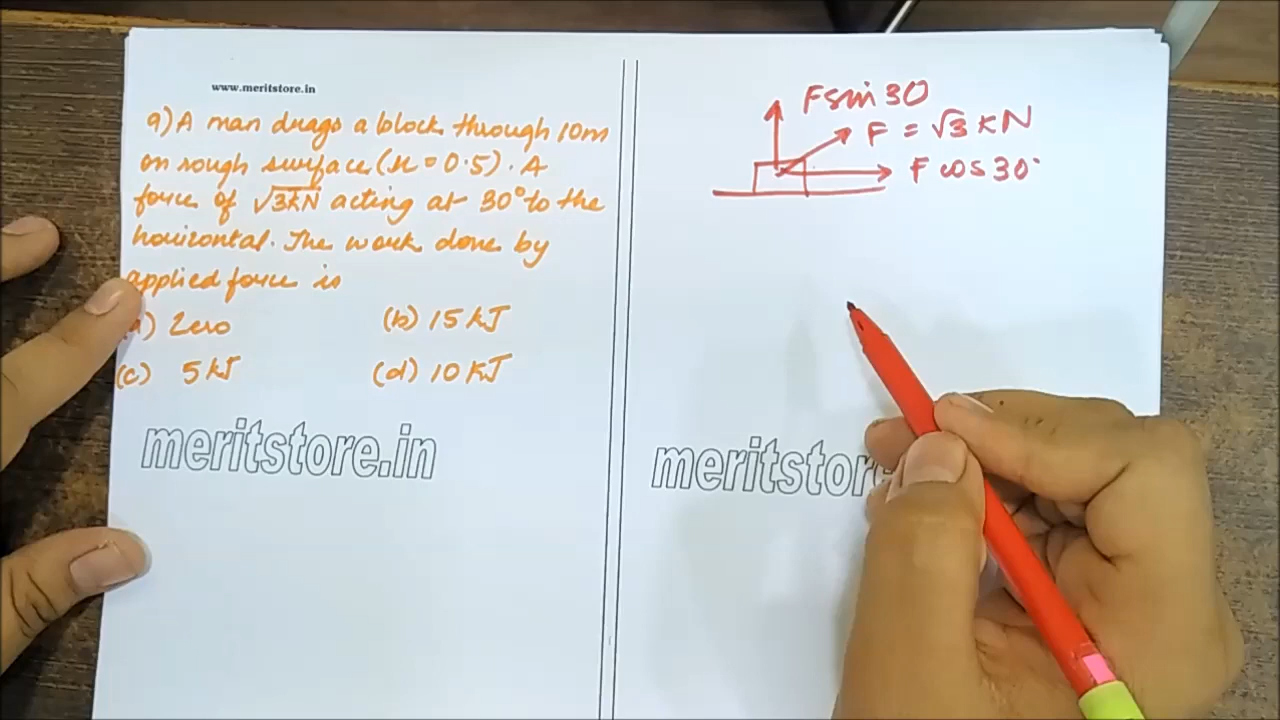 www.meritstore.in
9) A man drags a block through 10m
on rough surface (μ = 0.5). A
force of √3kN acting at 30° to the
horizontal. The work done by
applied force is
) Zero
(b) 15 kJ
(c) 5 kJ
(d) 10 KJ
meritstore.in
F sin 30
F = √3 kN
F cos 30°
meritstore